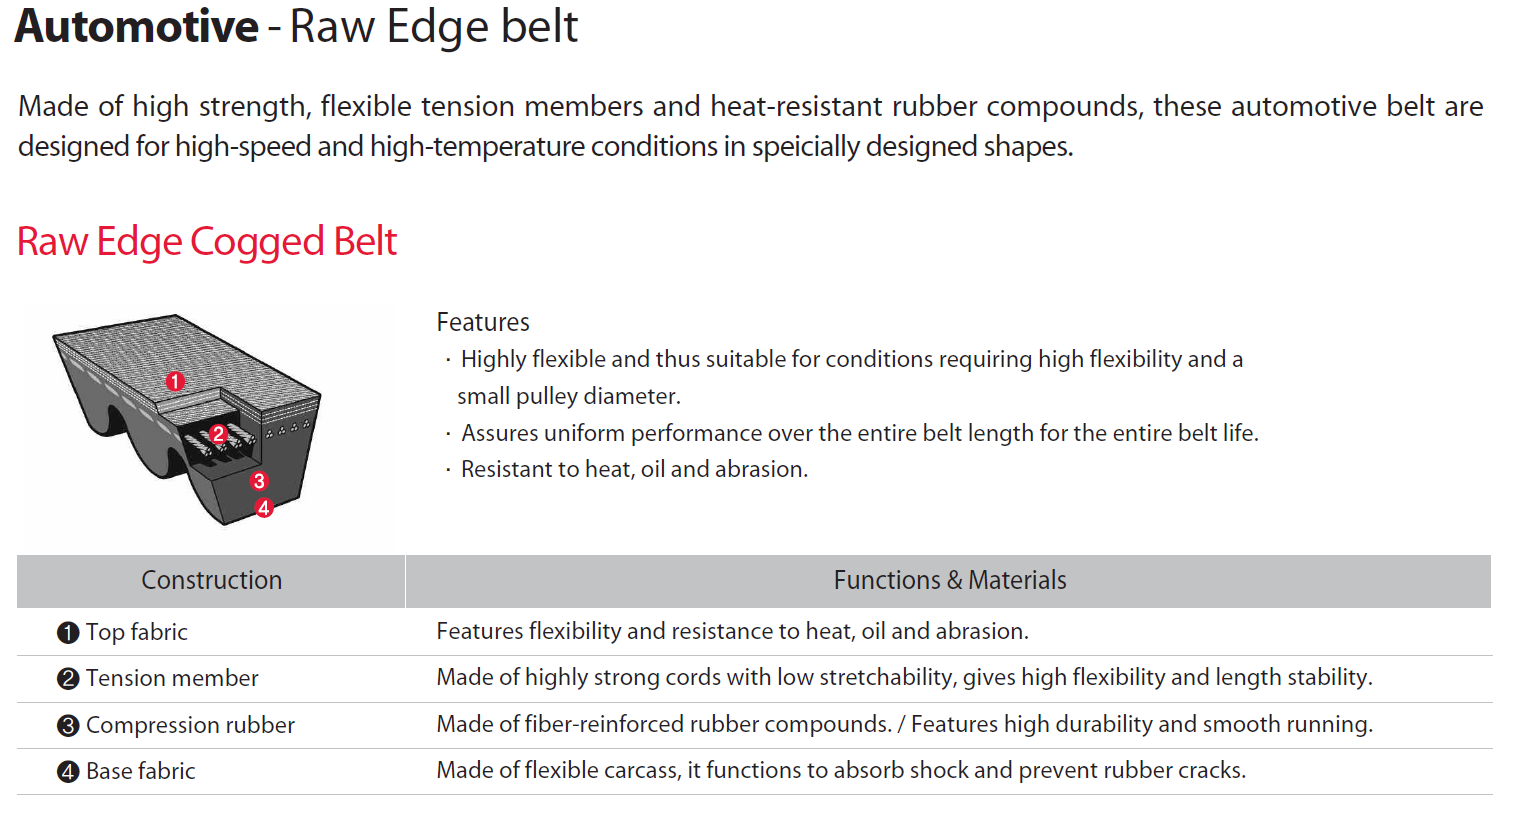 Automotive - Raw Edge belt
Made of high strength, flexible tension members and heat-resistant rubber compounds, these automotive belt are
designed for high-speed and high-temperature conditions in speicially designed shapes.
Raw Edge Cogged Belt
1
2
3
4
Features
· Highly flexible and thus suitable for conditions requiring high flexibility and a
small pulley diameter.
· Assures uniform performance over the entire belt length for the entire belt life.
· Resistant to heat, oil and abrasion.
Construction Functions & Materials
❶ Top fabric Features flexibility and resistance to heat, oil and abrasion.
❷ Tension member Made of highly strong cords with low stretchability, gives high flexibility and length stability.
❸ Compression rubber Made of fiber-reinforced rubber compounds. / Features high durability and smooth running.
❹ Base fabric Made of flexible carcass, it functions to absorb shock and prevent rubber cracks.